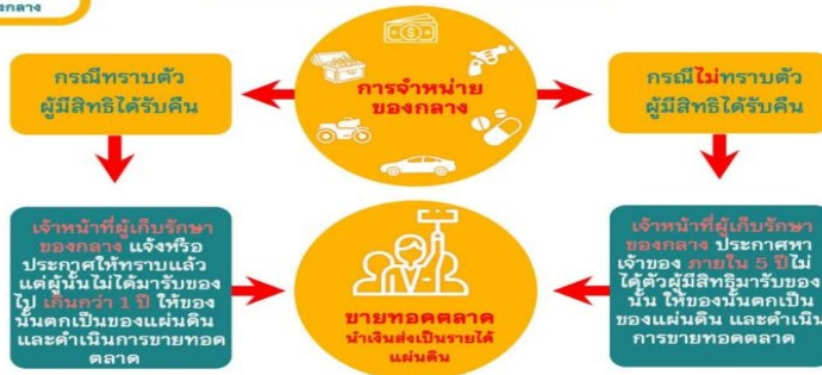 การจำหน่าย
ของกลาง
กรณีทราบตัว
ผู้มีสิทธิได้รับคืน
กรณีไม่ทราบตัว
ผู้มีสิทธิได้รับคืน
เจ้าหน้าที่ผู้เก็บรักษา
ของกลาง แจ้งหรือ
ประกาศให้ทราบแล้ว
แต่ผู้นั้นไม่ได้มารับของ
ไป เกินกว่า 1 ปี ให้ของ
นั้นตกเป็นของแผ่นดิน
และดำเนินการขายทอด
ตลาด
ขายทอดตลาด
นำเงินส่งเป็นรายได้
แผ่นดิน
เจ้าหน้าที่ผู้เก็บรักษา
ของกลาง ประกาศหา
เจ้าของ ภายใน 5 ปีไม่
ได้ตัวผู้มีสิทธิมารับของ
นั้น ให้ของนั้นตกเป็น
ของแผ่นดิน และดำเนิน
การขายทอดตลาด